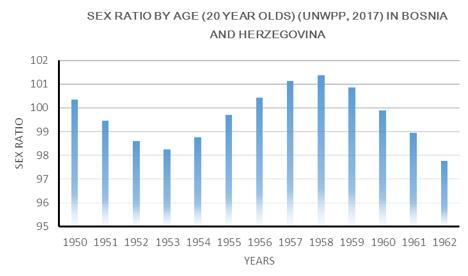 SEX RATIO BY AGE (20 YEAR OLDS) (UNWPP, 2017) IN BOSNIA
AND HERZEGOVINA
102
101
100
99
98
97
96
95
SEX RATIO
1950 1951 1952 1953 1954 1955 1956 1957 1958 1959 1960 1961 1962
YEARS